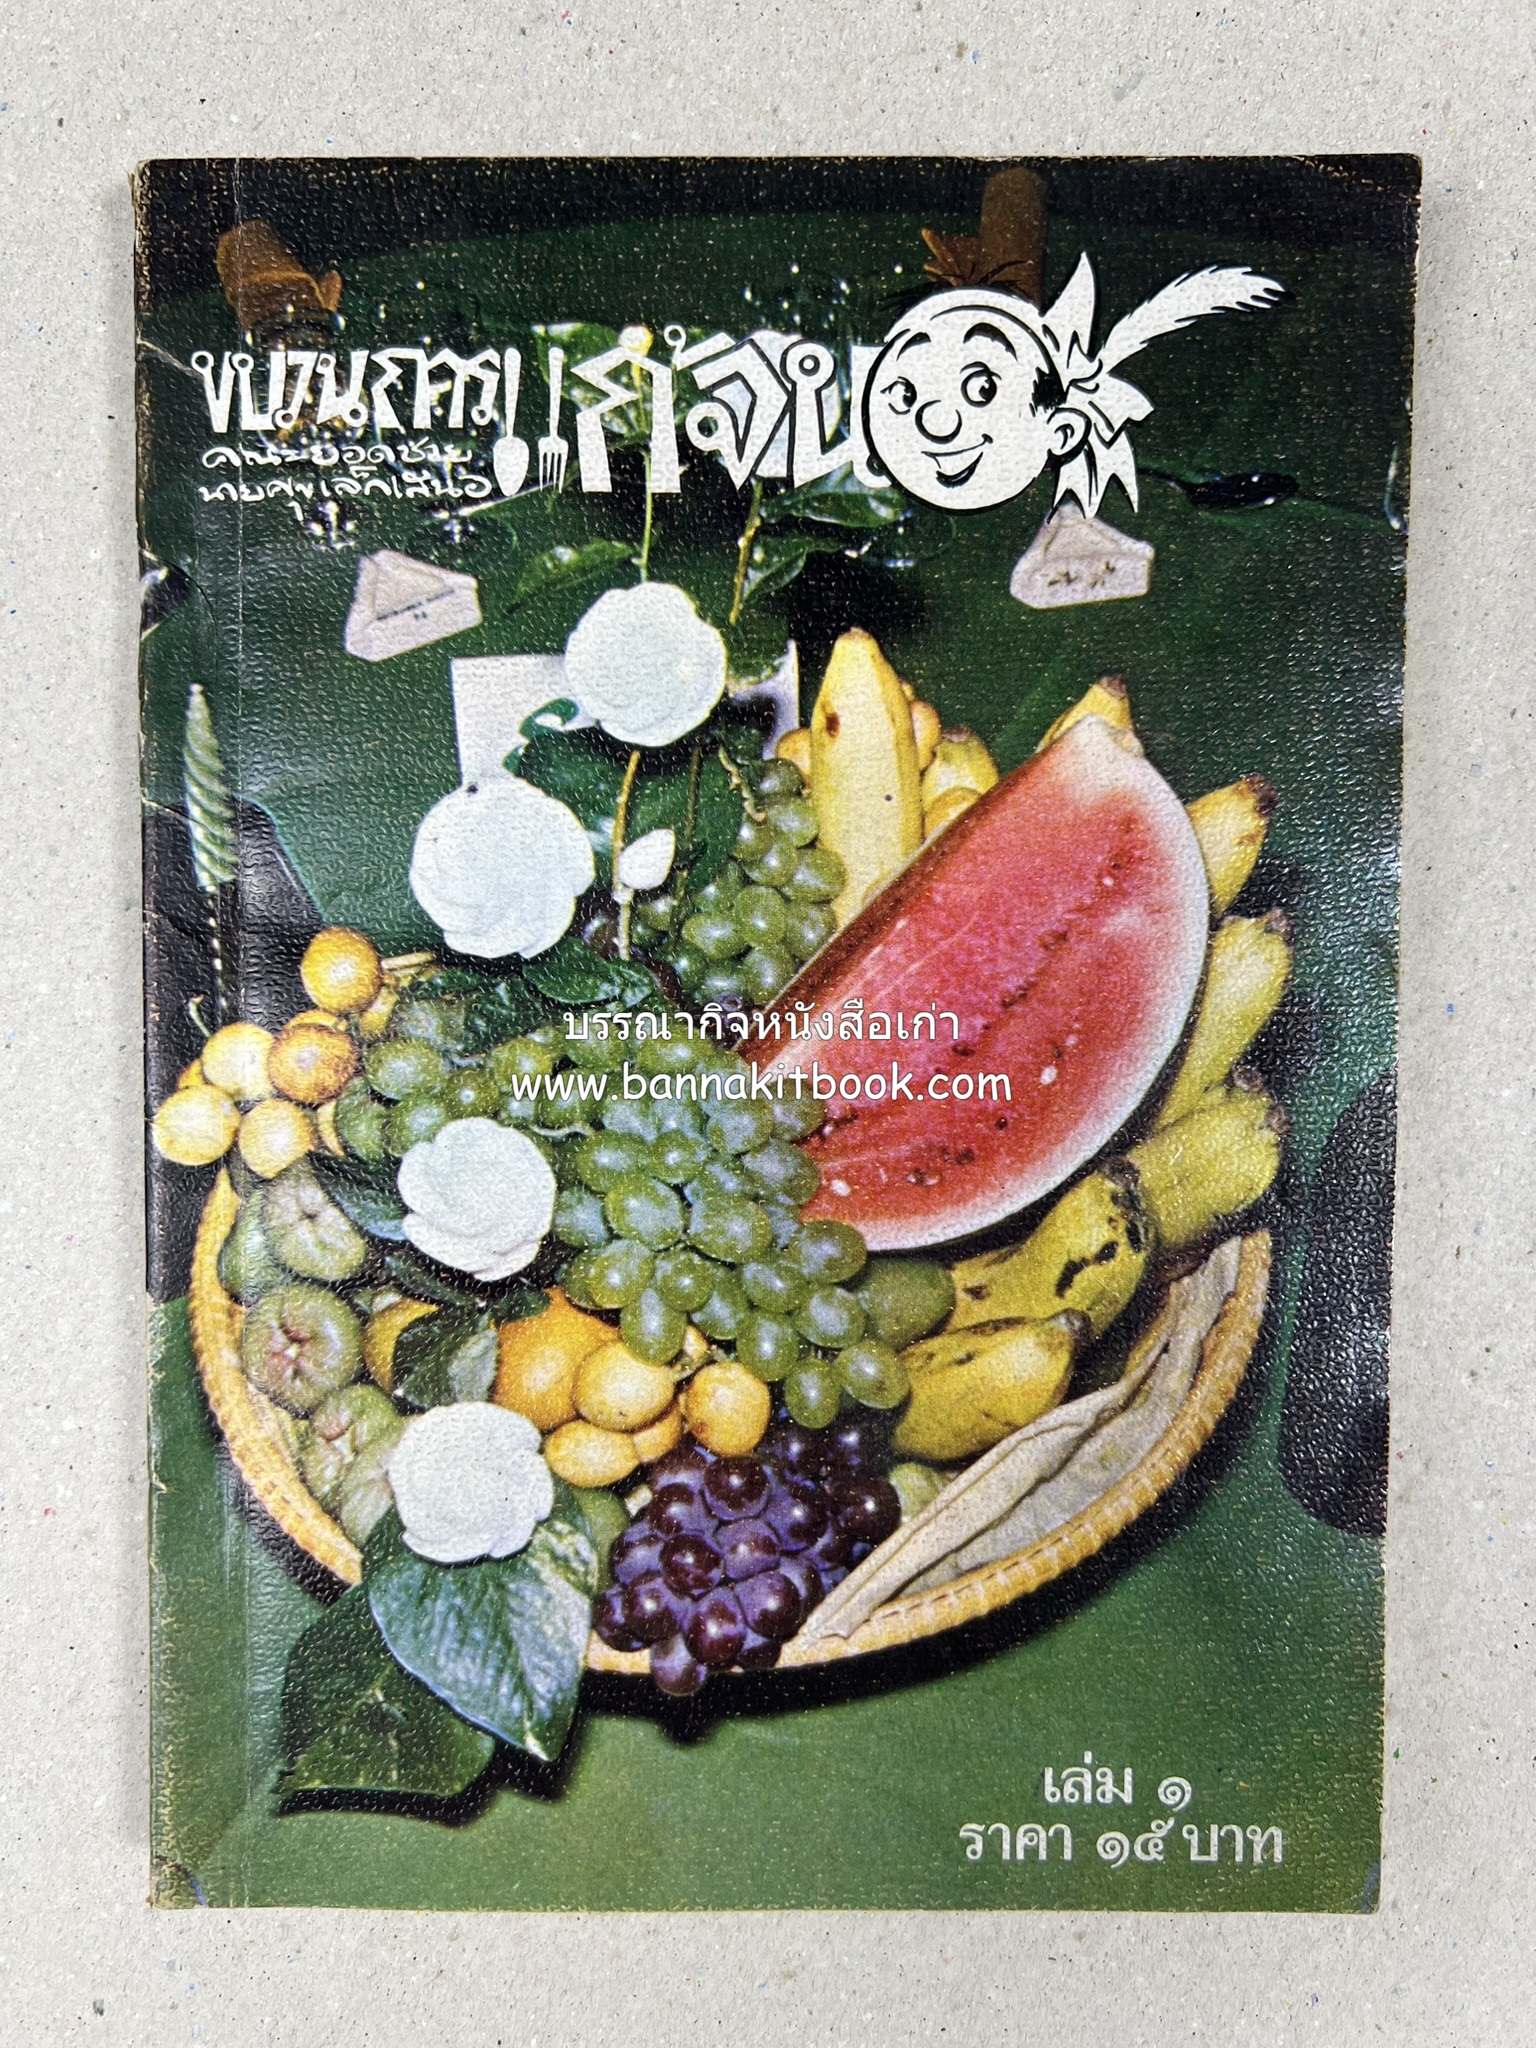 ขบวนการแก้จน
คณะยอดชาย
นายศุขเล็กเสนอ
บรรณากิจหนังสือเก่า
www.bannakitbook.com
เล่ม ๑
ราคา ๑๕ บาท